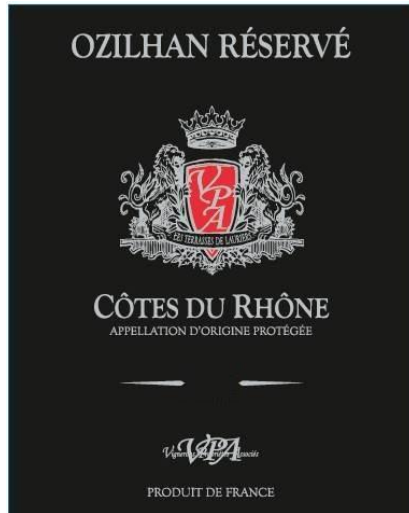 OZILHAN RÉSERVÉ
VPA
LES TERRASSES DE LAURIERS
CÔTES DU RHÔNE
APPELLATION D'ORIGINE PROTÉGÉE
VPA
PRODUIT DE FRANCE